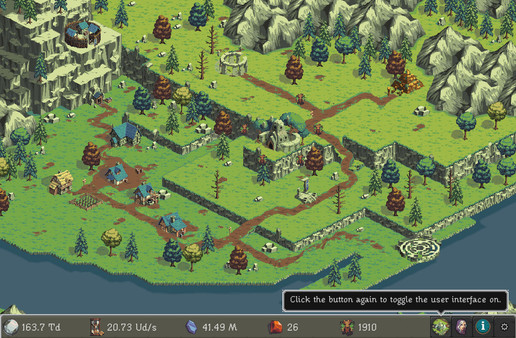 Click the button again to toggle the user interface on.
163.7 Td
20.73 Ud/s
41.49 M
26
1910